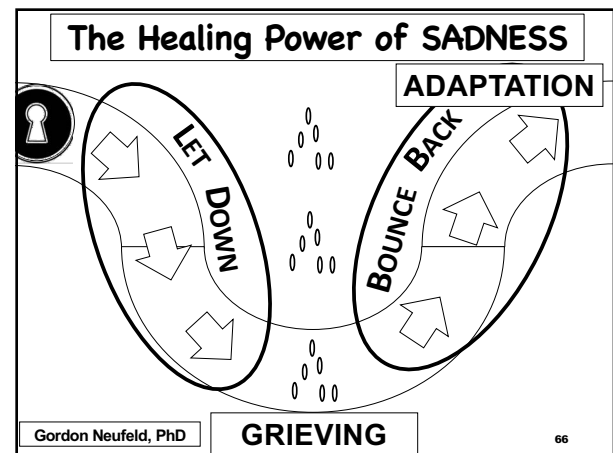 The Healing Power of SADNESS
ADAPTATION
LET DOWN
BOUNCE BACK
Gordon Neufeld, PhD
GRIEVING
66